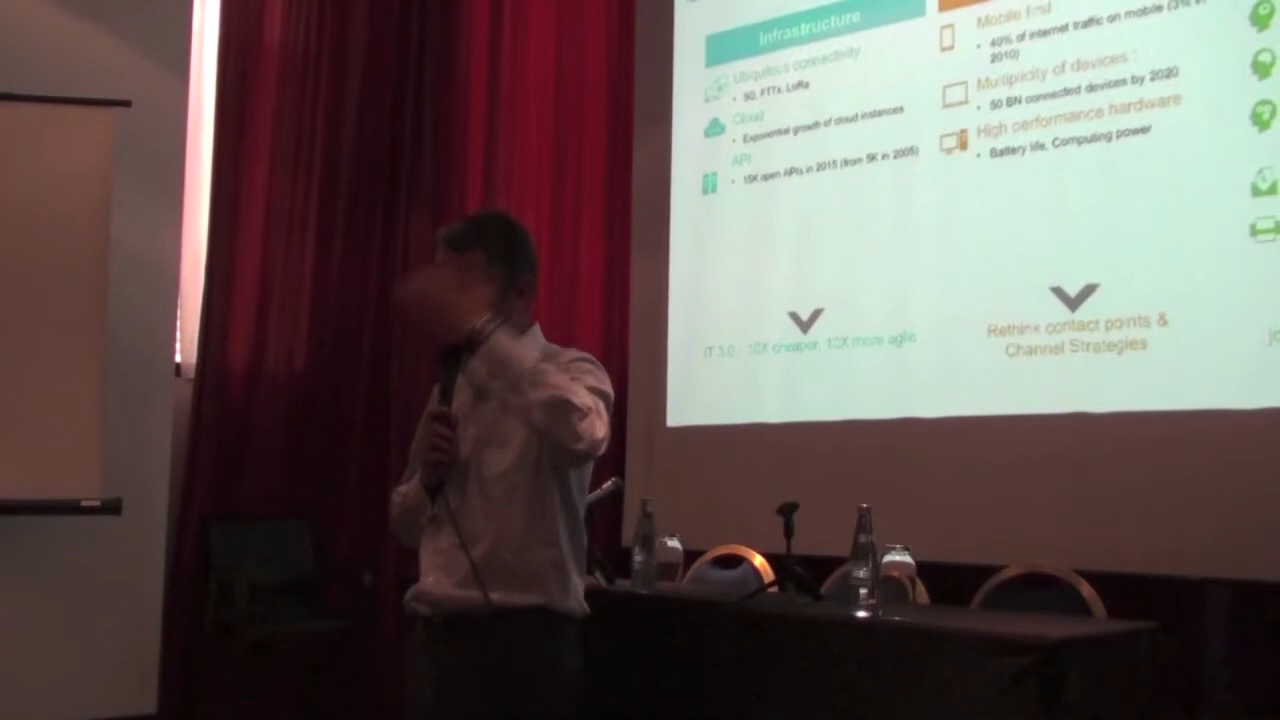 Infrastructure
Ubiquitous connectivity
• 5G, FTTx, LoRa
Cloud
• Exponential growth of cloud instances
API
• 15K open APIs in 2015 (from 5K in 2005)
IT 3.0 : 10X cheaper, 10X more agile
Mobile first
• 40% of internet traffic on mobile (3% in
2010)
Multiplicity of devices :
• 50 BN connected devices by 2020
High performance hardware
• Battery life, Computing power
Rethink contact points &
Channel Strategies